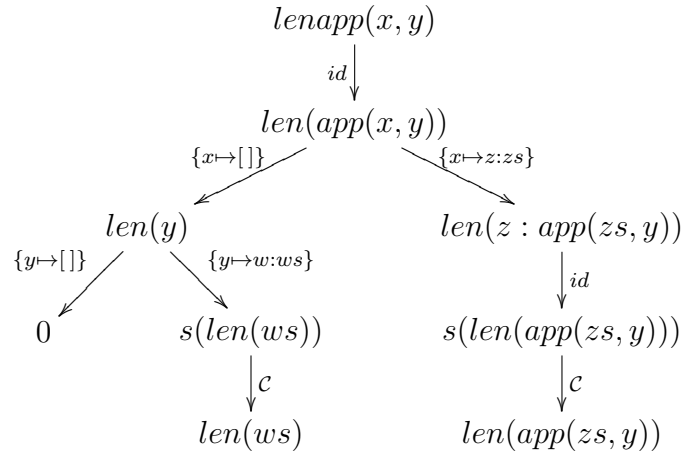 lenapp(x, y)
id
len(app(x, y))
{x↦[ ]} {x↦z:zs}
len(y) len(z : app(zs, y))
{y↦[ ]} {y↦w:ws} id
0 s(len(ws)) s(len(app(zs, y)))
𝒞 𝒞
len(ws) len(app(zs, y))